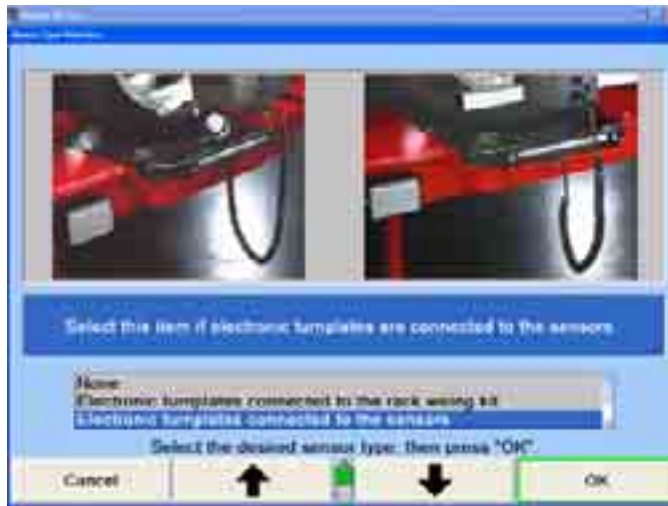 Select this item if electronic turnplates are connected to the sensors
None
Electronic turnplates connected to the rack wiring kit
Electronic turnplates connected to the sensors
Select the desired sensor type, then press "OK".
Cancel
OK